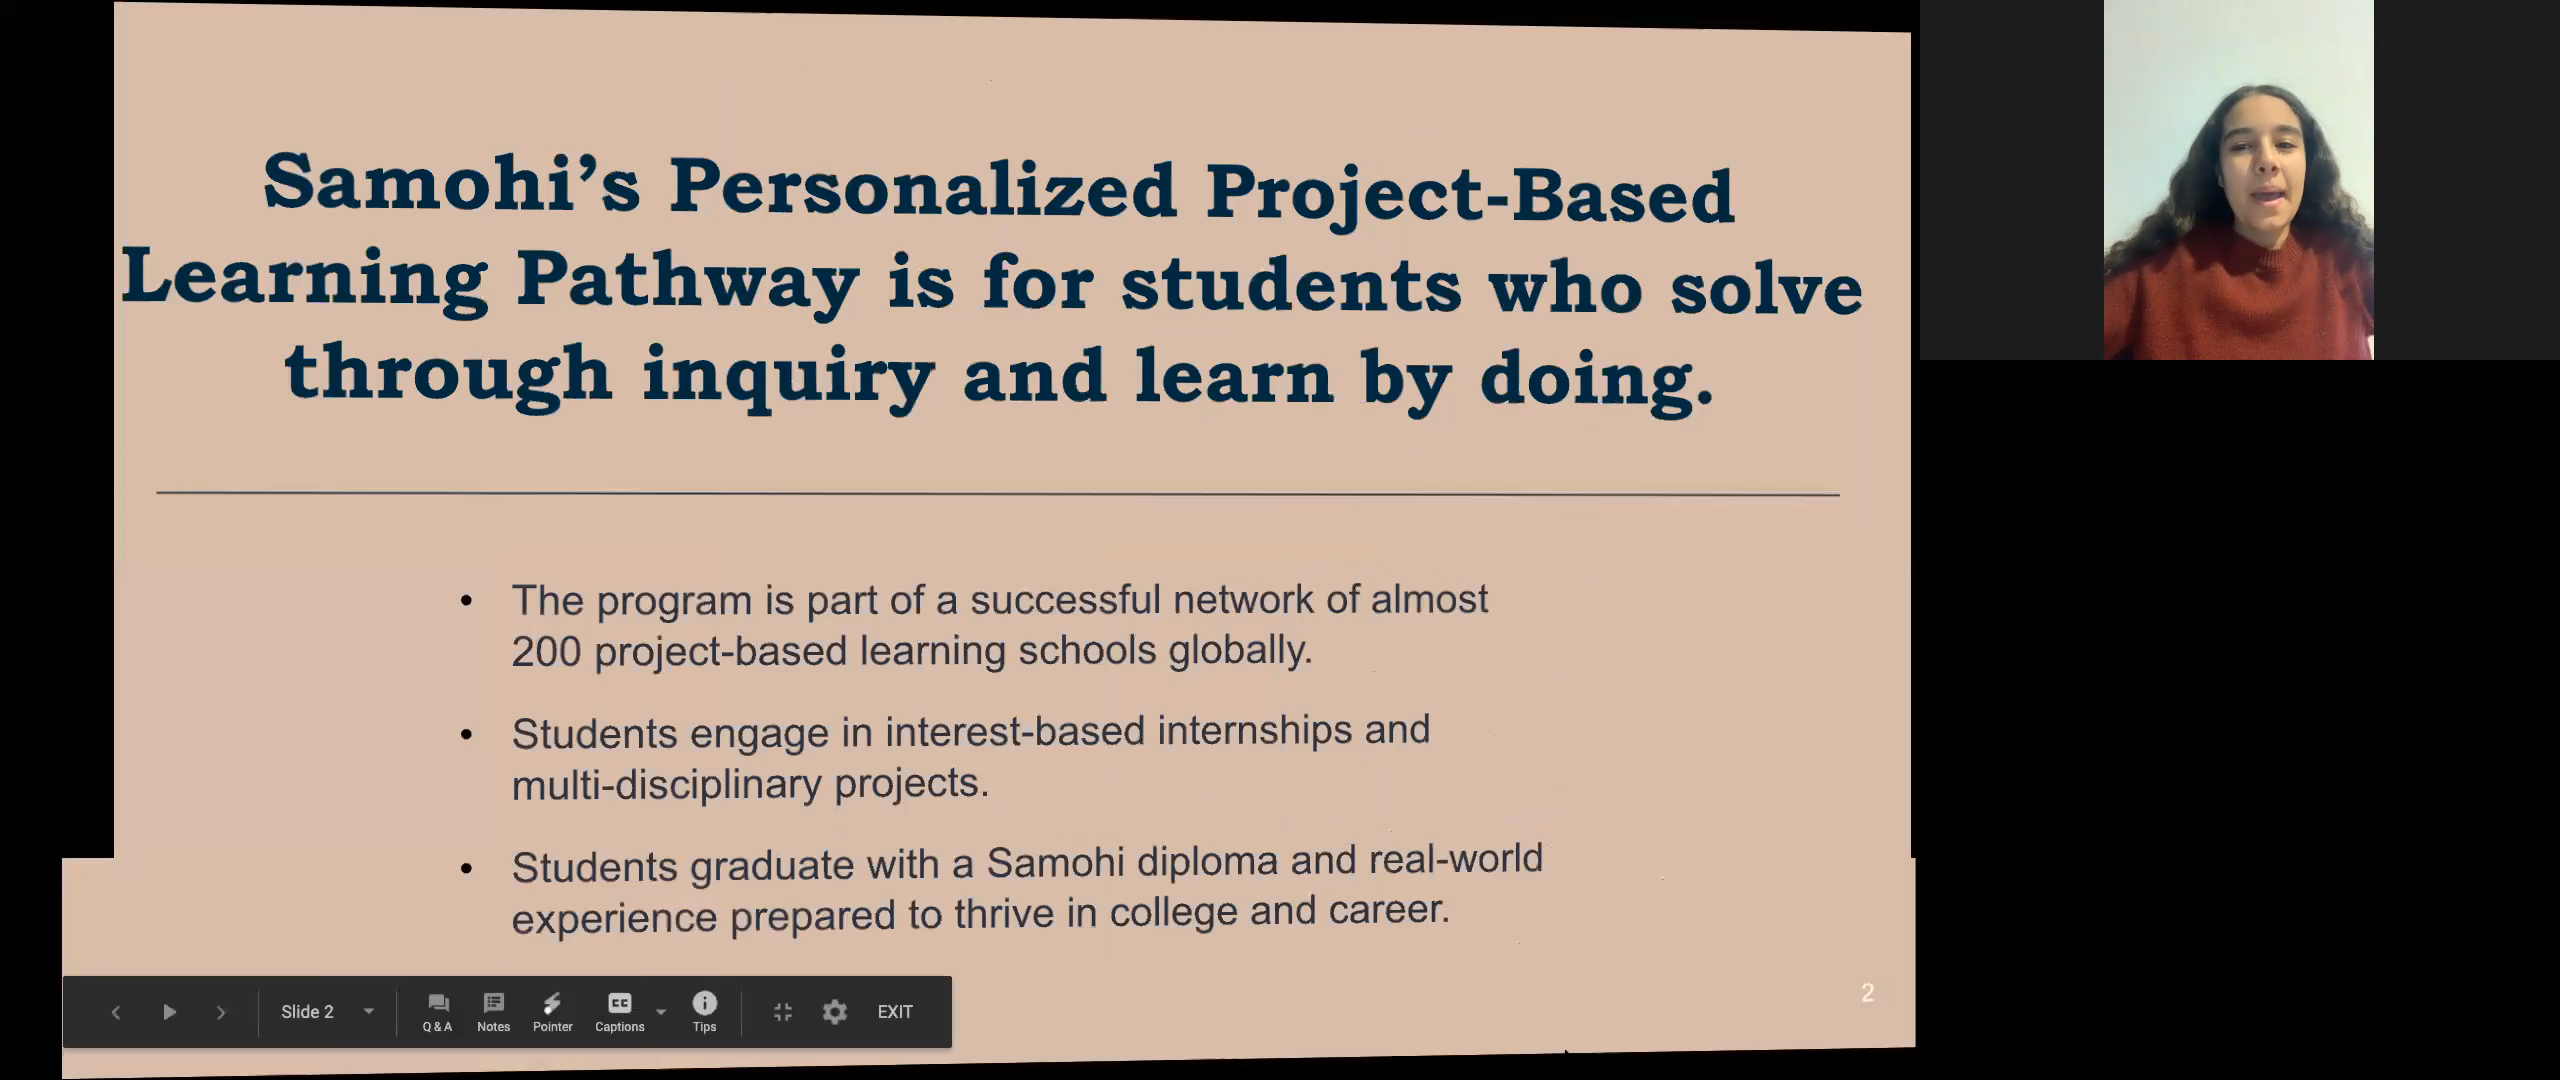 Samohi’s Personalized Project-Based
Learning Pathway is for students who solve
through inquiry and learn by doing.
• The program is part of a successful network of almost
200 project-based learning schools globally.
• Students engage in interest-based internships and
multi-disciplinary projects.
• Students graduate with a Samohi diploma and real-world
experience prepared to thrive in college and career.
2
Slide 2
Q & A
Notes
Pointer
CC
Captions
Tips
EXIT